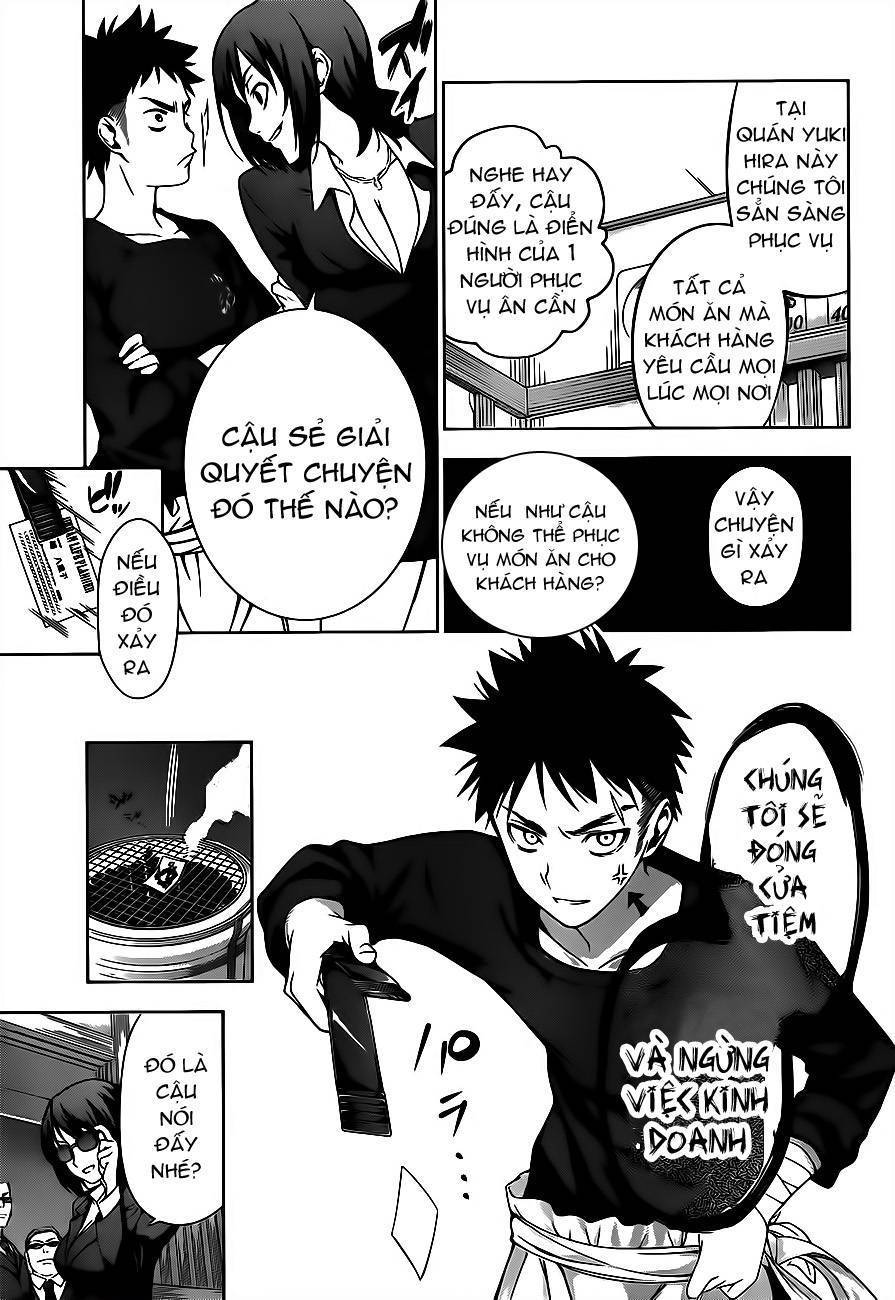 TẠI
QUÁN YUKI
HIRA NÀY
CHÚNG TÔI
SẲN SÀNG
PHỤC VỤ
TẤT CẢ
MÓN ĂN MÀ
KHÁCH HÀNG
YÊU CẦU MỌI
LÚC MỌI NƠI
NGHE HAY
ĐẤY, CẬU
ĐÚNG LÀ ĐIỂN
HÌNH CỦA 1
NGƯỜI PHỤC
VỤ ÂN CẦN
VẬY
CHUYỆN
GÌ XẢY
RA
NẾU NHƯ CẬU
KHÔNG THỂ PHỤC
VỤ MÓN ĂN CHO
KHÁCH HÀNG?
CẬU SẺ GIẢI
QUYẾT CHUYỆN
ĐÓ THẾ NÀO?
NẾU
ĐIỀU
ĐÓ
XẢY
RA
CHÚNG
TÔI SẼ
ĐÓNG
CỬA
TIỆM
VÀ NGỪNG
VIỆC KINH
DOANH
ĐÓ LÀ
CẬU
NÓI
ĐẤY
NHÉ?